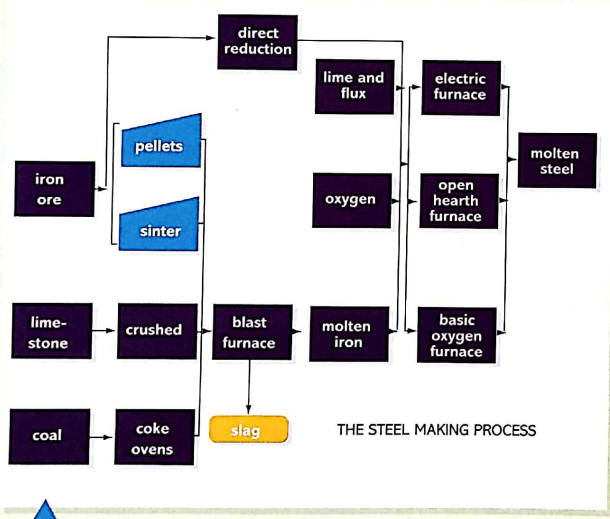 direct
reduction
lime and
flux
electric
furnace
pellets
molten
steel
iron
ore
oxygen
open
hearth
furnace
sinter
lime-
stone
crushed
blast
furnace
molten
iron
basic
oxygen
furnace
coal
coke
ovens
slag
THE STEEL MAKING PROCESS